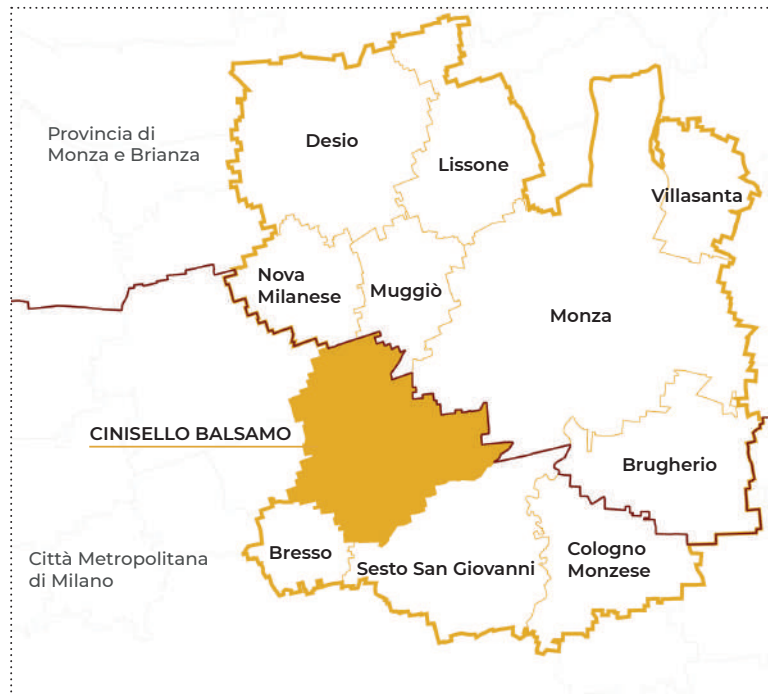 Provincia di
Monza e Brianza
Desio
Lissone
Villasanta
Nova
Milanese
Muggiò
Monza
CINISELLO BALSAMO
Brugherio
Città Metropolitana
di Milano
Bresso
Sesto San Giovanni
Cologno
Monzese